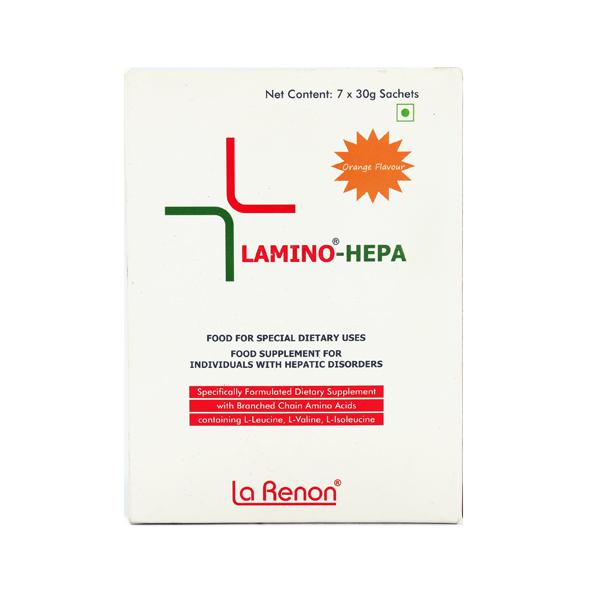 Net Content: 7 x 30g Sachets
Orange Flavour
LAMINO®-HEPA
FOOD FOR SPECIAL DIETARY USES
FOOD SUPPLEMENT FOR
INDIVIDUALS WITH HEPATIC DISORDERS
Specifically Formulated Dietary Supplement
with Branched Chain Amino Acids
containing L-Leucine, L-Valine, L-Isoleucine
La Renon®